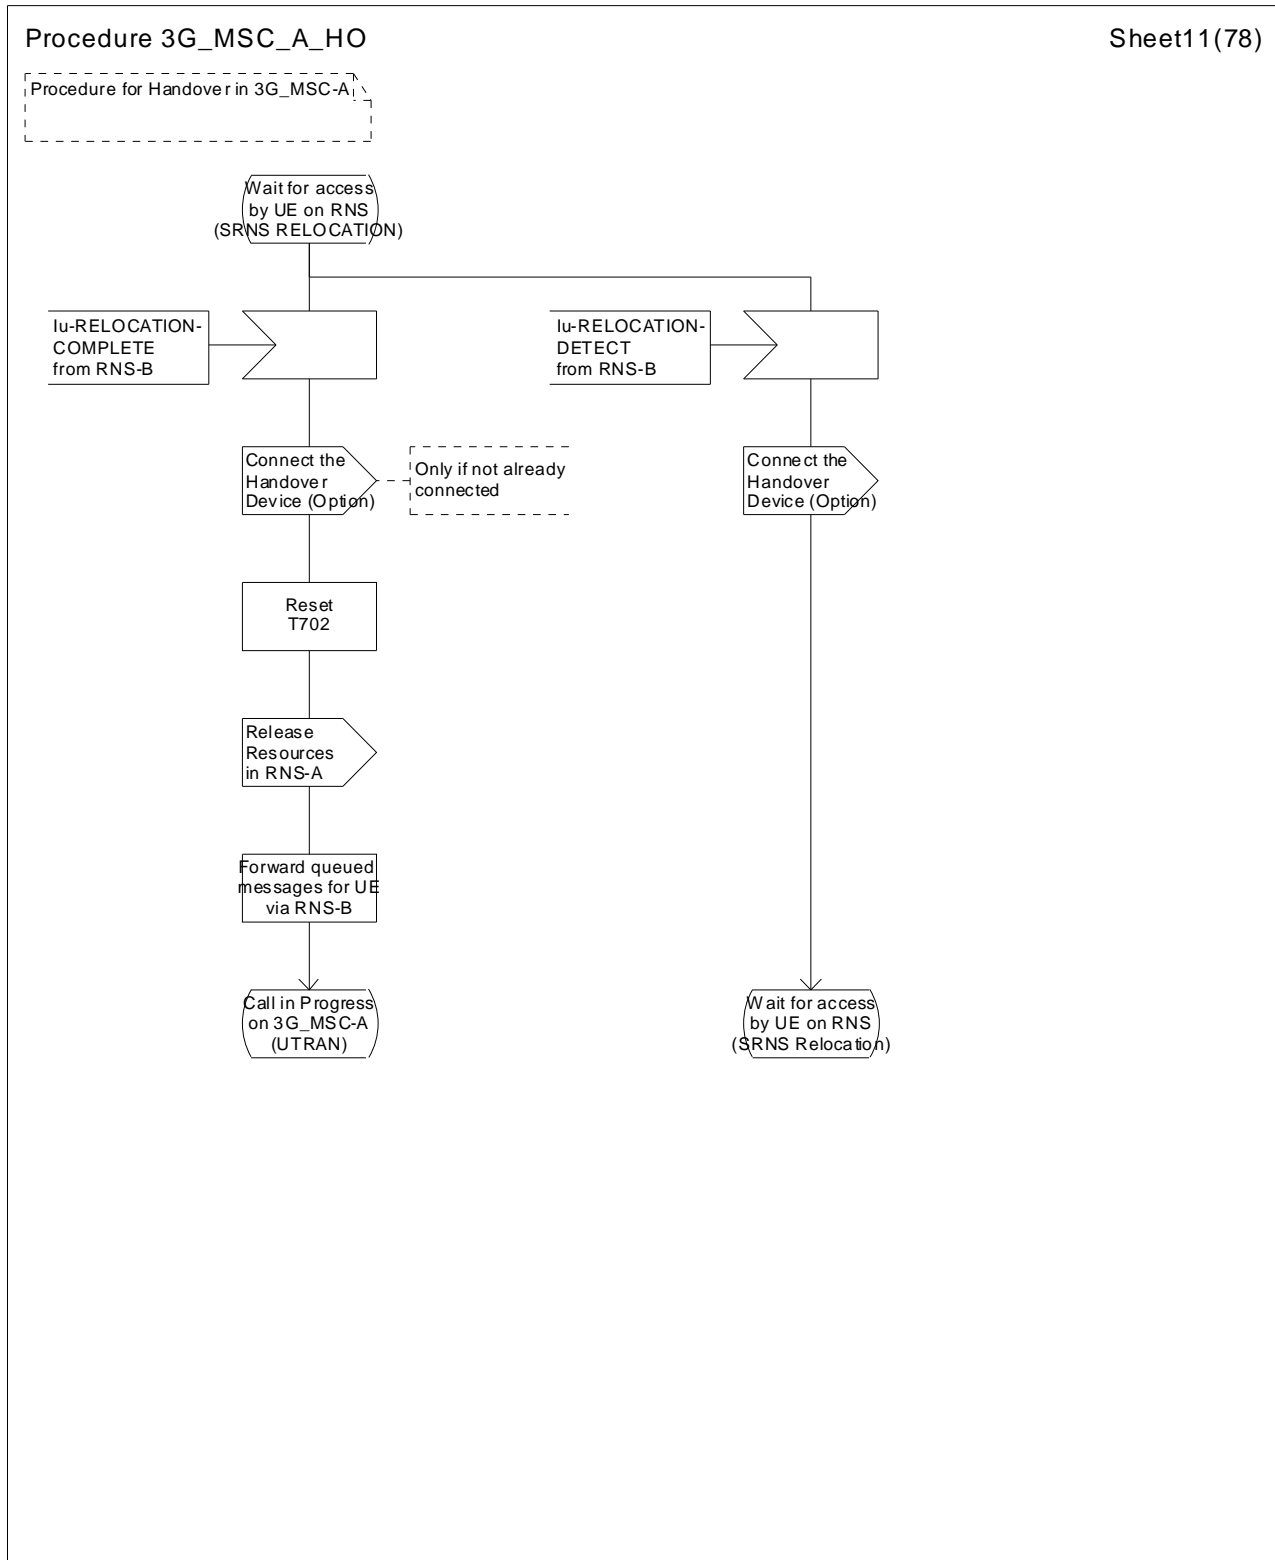 Procedure 3G_MSC_A_HO
Sheet11(78)
Procedure for Handover in 3G_MSC-A
Wait for access
by UE on RNS
(SRNS RELOCATION)
Iu-RELOCATION-
COMPLETE
from RNS-B
Iu-RELOCATION-
DETECT
from RNS-B
Connect the
Handover
Device (Option)
Only if not already
connected
Connect the
Handover
Device (Option)
Reset
T702
Release
Resources
in RNS-A
Forward queued
messages for UE
via RNS-B
Call in Progress
on 3G_MSC-A
(UTRAN)
Wait for access
by UE on RNS
(SRNS Relocation)